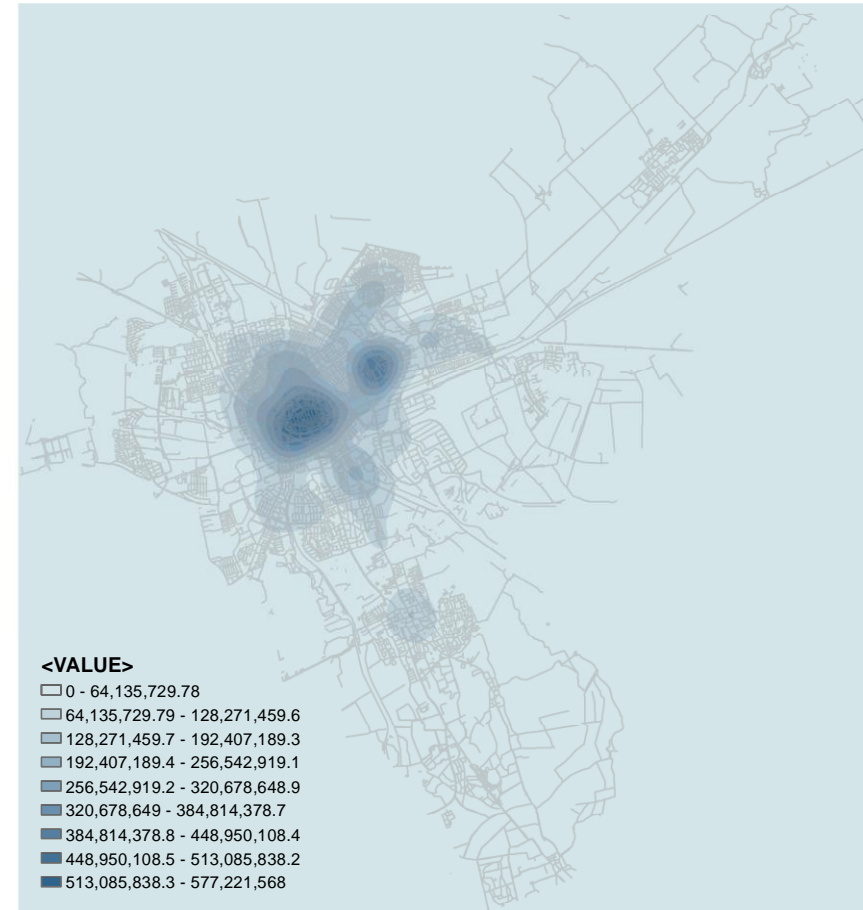 <VALUE>
0 - 64,135,729.78
64,135,729.79 - 128,271,459.6
128,271,459.7 - 192,407,189.3
192,407,189.4 - 256,542,919.1
256,542,919.2 - 320,678,648.9
320,678,649 - 384,814,378.7
384,814,378.8 - 448,950,108.4
448,950,108.5 - 513,085,838.2
513,085,838.3 - 577,221,568